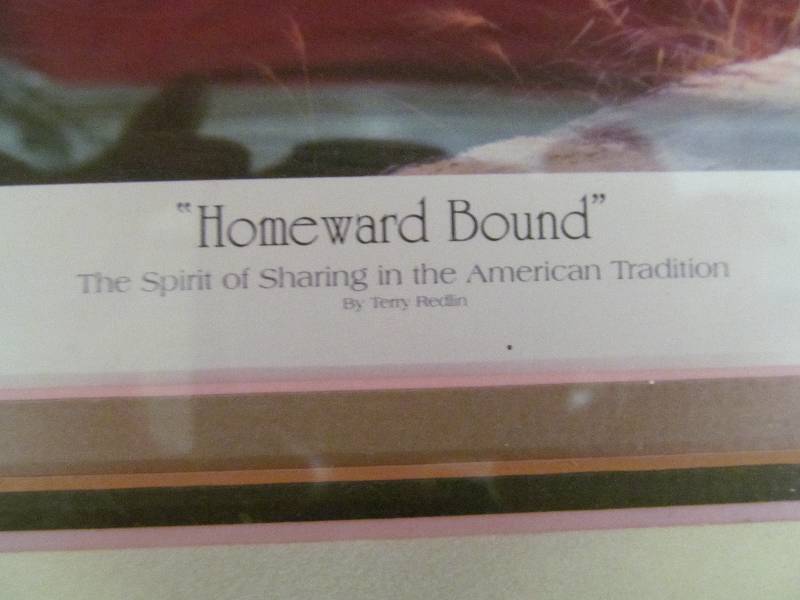 "Homeward Bound"
The Spirit of Sharing in the American Tradition
By Terry Redlin